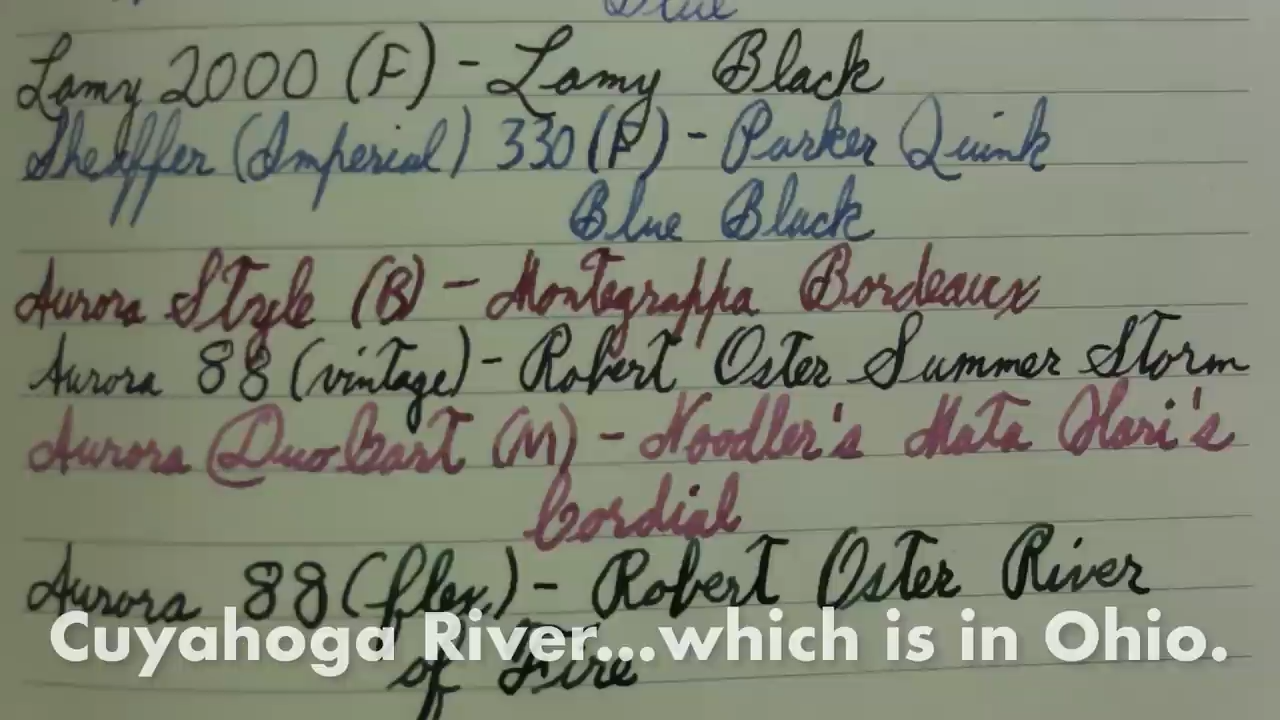 Blue
Lamy 2000 (F) - Lamy Black
Sheaffer (Imperial) 330 (F) - Parker Quink
Blue Black
Aurora Style (B) - Montegrappa Bordeaux
Aurora 88 (vintage) - Robert Oster Summer Storm
Aurora DuoCart (M) - Noodler's Mata Hari's
Cordial
Aurora 88 (flex) - Robert Oster River
of Fire
Cuyahoga River...which is in Ohio.